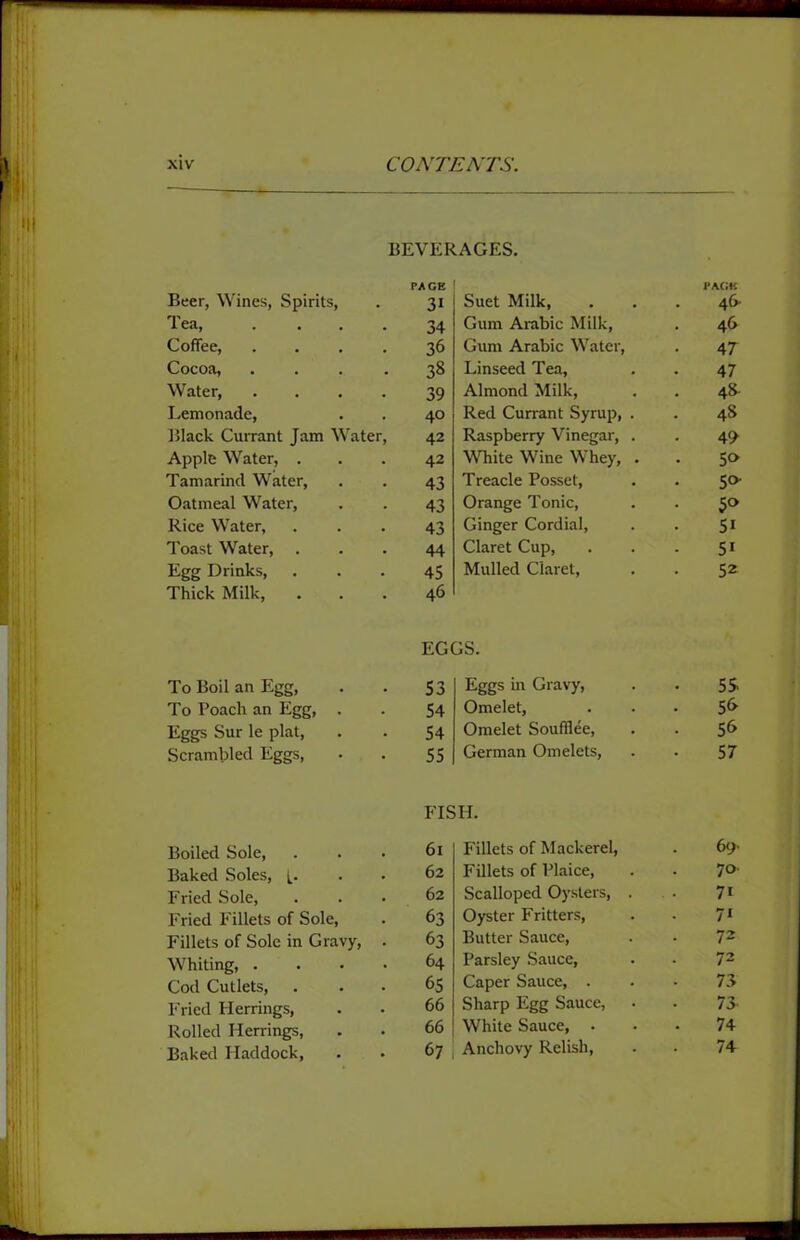 xiv CONTENTS.
BEVERAGES.
PAGE
Beer, Wines, Spirits, . 31
Tea, . . . . 34
Coffee, . . . . 36
Cocoa, . . . . 38
Water, . . . . 39
Lemonade, . . 40
Black Currant Jam Water, 42
Apple Water, . . . 42
Tamarind Water, . . 43
Oatmeal Water, . . 43
Rice Water, . . . 43
Toast Water, . . . 44
Egg Drinks, . . . 45
Thick Milk, . . . 46
PAGE
Suet Milk, . . . 46
Gum Arabic Milk, . 46
Gum Arabic Water, . 47
Linseed Tea, . . 47
Almond Milk, . . 48
Red Currant Syrup, . . 48
Raspberry Vinegar, . . 49
White Wine Whey, . . 50
Treacle Posset, . . 50
Orange Tonic, . . 50
Ginger Cordial, . . 51
Claret Cup, . . . 51
Mulled Claret, . . 52
EGGS.
To Boil an Egg, . . 53
To Poach an Egg, . . 54
Eggs Sur le plat, . . 54
Scrambled Eggs, . . 55
Eggs in Gravy, . . 55
Omelet, . . . 56
Omelet Soufflée, . . 56
German Omelets, . . 57
FISH.
Boiled Sole, . . . 61
Baked Soles, . . . 62
Fried Sole, . . . 62
Fried Fillets of Sole, . 63
Fillets of Sole in Gravy, . 63
Whiting, . . . . 64
Cod Cutlets, . . . 65
Fried Herrings, . . 66
Rolled Herrings, . . 66
Baked Haddock, . . 67
Fillets of Mackerel, . 69
Fillets of Plaice, . . 70
Scalloped Oysters, . . 71
Oyster Fritters, . . 71
Butter Sauce, . . 72
Parsley Sauce, . . 72
Caper Sauce, . . . 73
Sharp Egg Sauce, . . 73
White Sauce, . . . 74
Anchovy Relish, . . 74